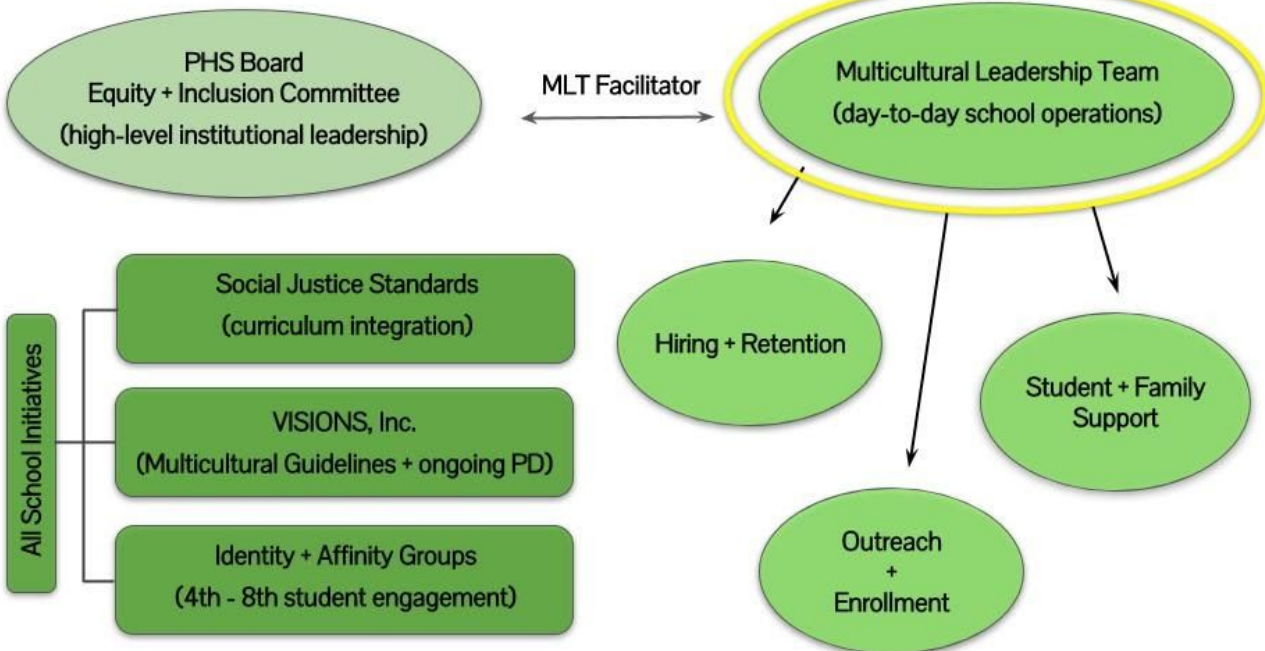 PHS Board
Equity + Inclusion Committee
(high-level institutional leadership)
MLT Facilitator
Multicultural Leadership Team
(day-to-day school operations)
All School Initiatives
Social Justice Standards
(curriculum integration)
VISIONS, Inc.
(Multicultural Guidelines + ongoing PD)
Identity + Affinity Groups
(4th - 8th student engagement)
Hiring + Retention
Outreach
+
Enrollment
Student + Family
Support